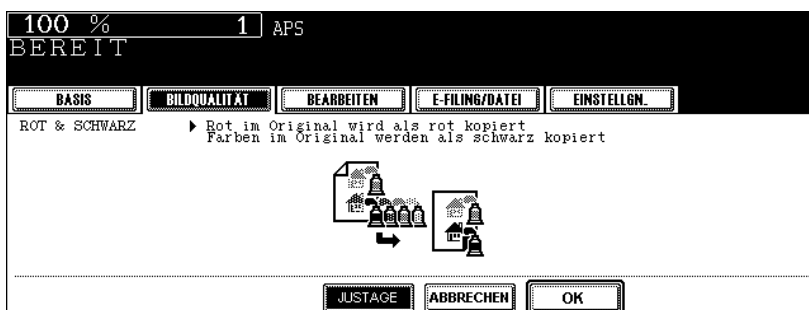 100 % 1 APS
BEREIT
BASIS BILDQUALITÄT BEARBEITEN E-FILING/DATEI EINSTELLGN_
ROT & SCHWARZ ▶ Rot im Original wird als rot kopiert
Farben im Original werden als schwarz kopiert
JUSTAGE ABBRECHEN OK